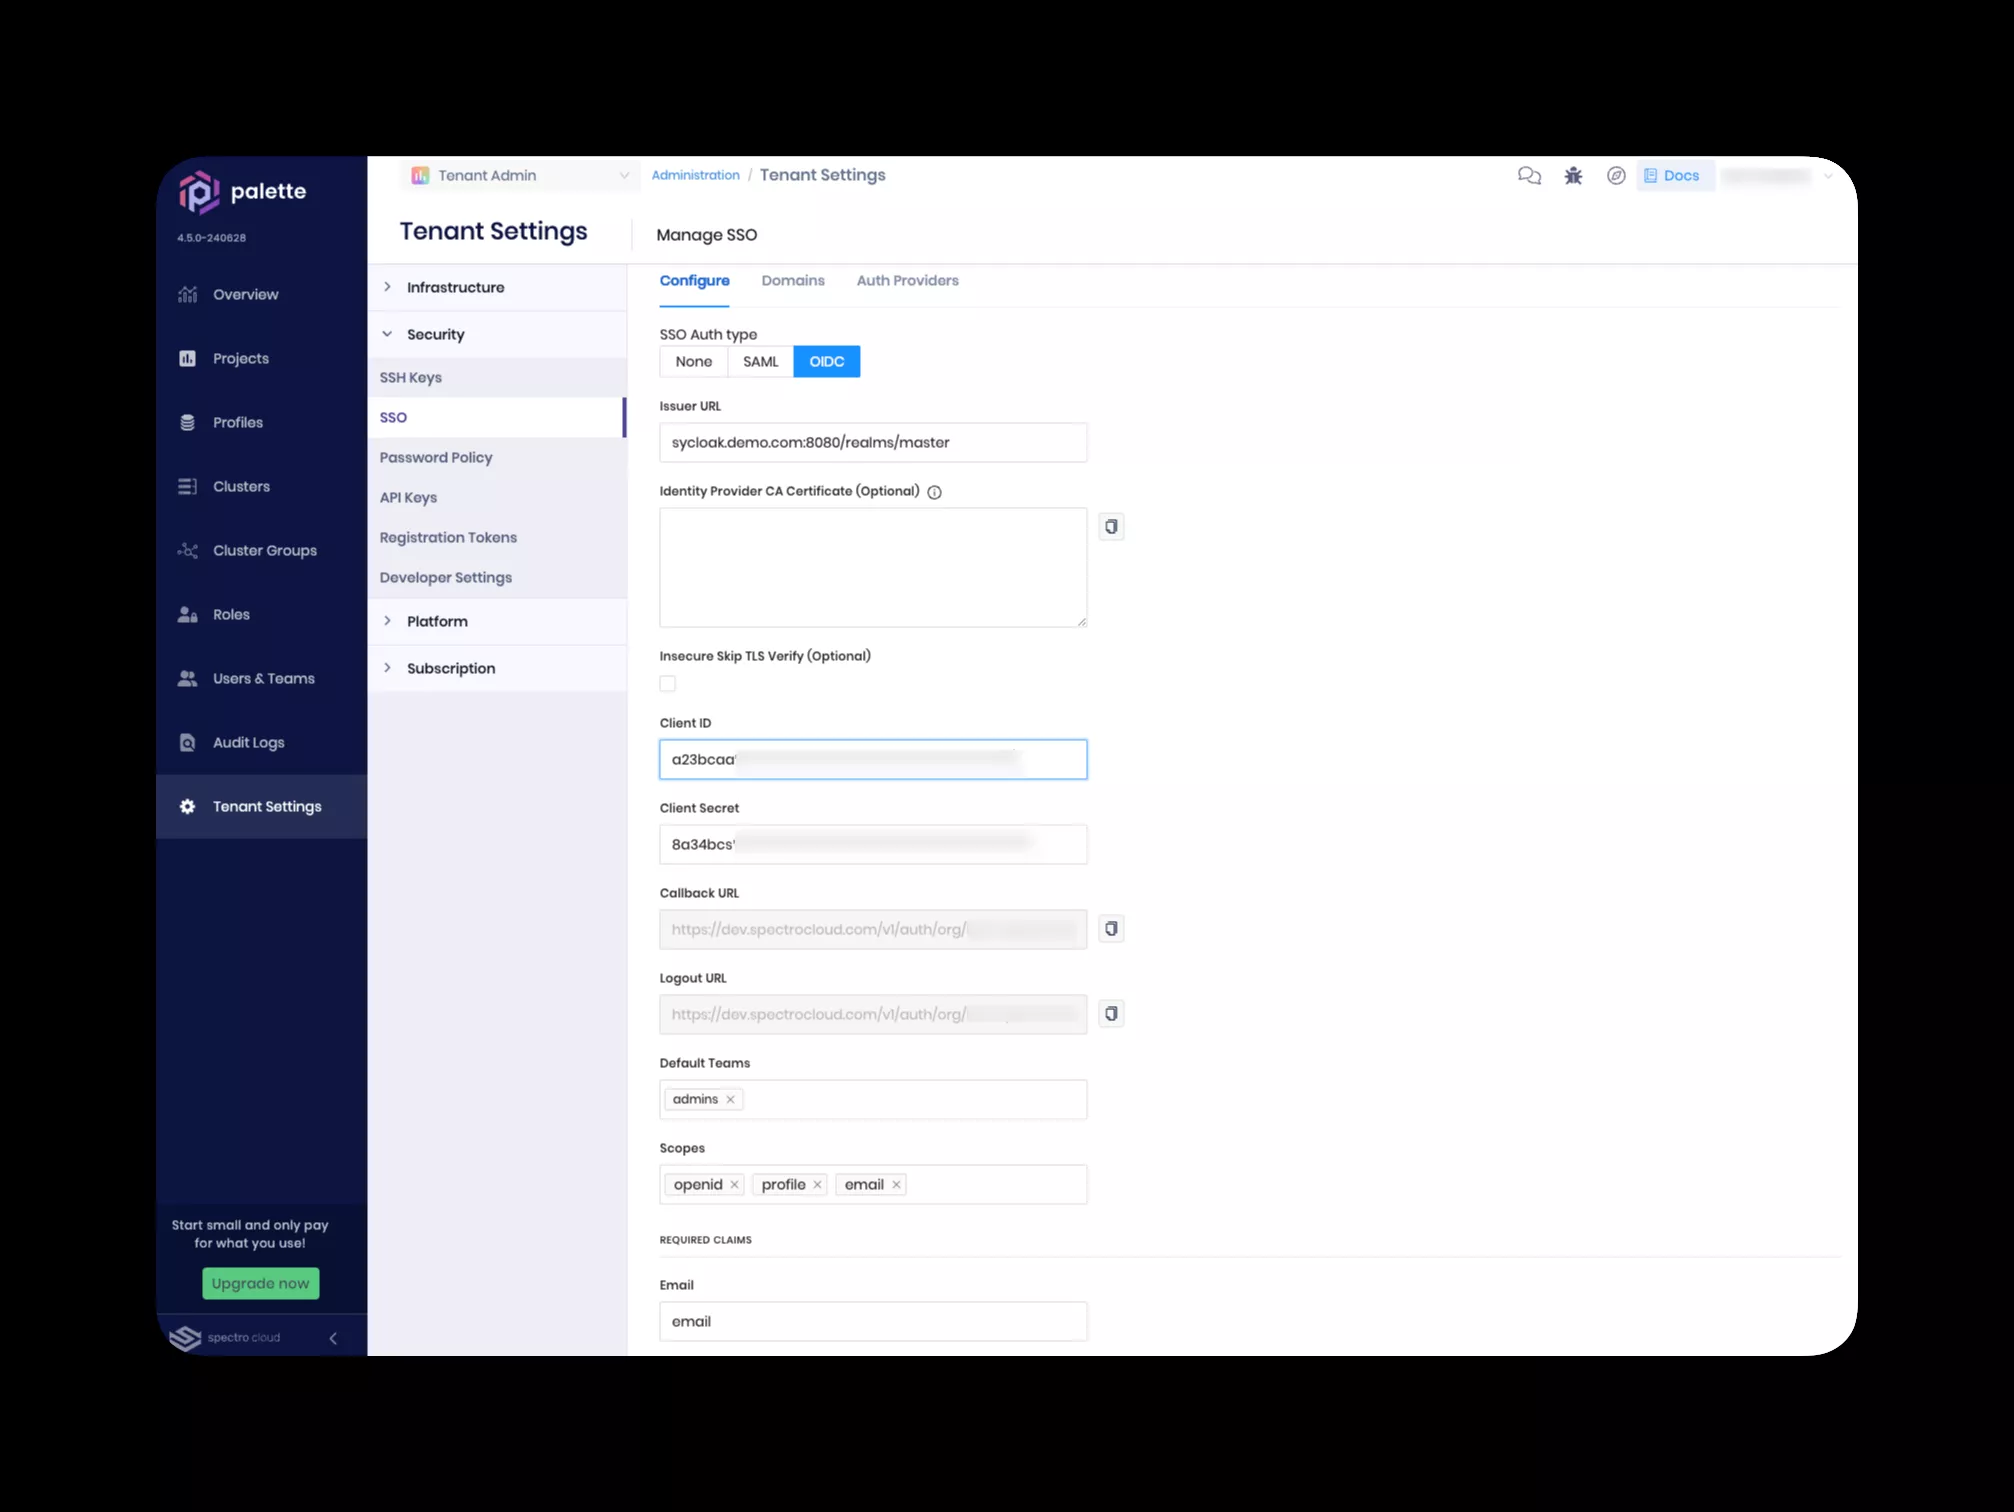 palette
4.5.0-240628
Overview
Projects
Profiles
Clusters
Cluster Groups
Roles
Users & Teams
Audit Logs
Tenant Settings
Start small and only pay
for what you use!
Upgrade now
spectro cloud
Tenant Admin
Administration / Tenant Settings
Docs
Tenant Settings
Manage SSO
Infrastructure
Security
SSH Keys
SSO
Password Policy
API Keys
Registration Tokens
Developer Settings
Platform
Subscription
Configure Domains Auth Providers
SSO Auth type
None SAML OIDC
Issuer URL
sycloak.demo.com:8080/realms/master
Identity Provider CA Certificate (Optional)
Insecure Skip TLS Verify (Optional)
Client ID
a23bcaa
Client Secret
8a34bcs
Callback URL
https://dev.spectrocloud.com/v1/auth/org/
Logout URL
https://dev.spectrocloud.com/v1/auth/org/
Default Teams
admins
Scopes
openid profile email
REQUIRED CLAIMS
Email
email